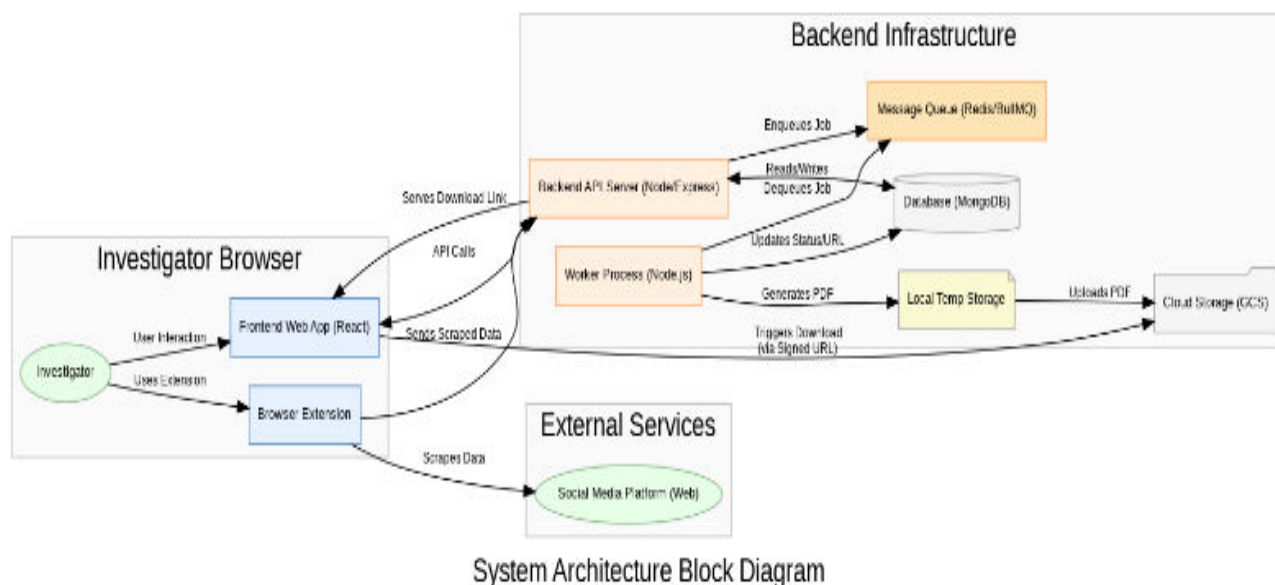 Backend Infrastructure
Message Queue (Redis/BullMQ)
Enqueues Job
Backend API Server (Node/Express)
Reads/Writes
Dequeues Job
Database (MongoDB)
Serves Download Link
Updates Status/URL
API Calls
Worker Process (Node.js)
Generates PDF
Local Temp Storage
Uploads PDF
Cloud Storage (GCS)
Investigator Browser
Frontend Web App (React)
User Interaction
Sends Scraped Data
Triggers Download
(via Signed URL)
Investigator
Uses Extension
Browser Extension
External Services
Scrapes Data
Social Media Platform (Web)
System Architecture Block Diagram